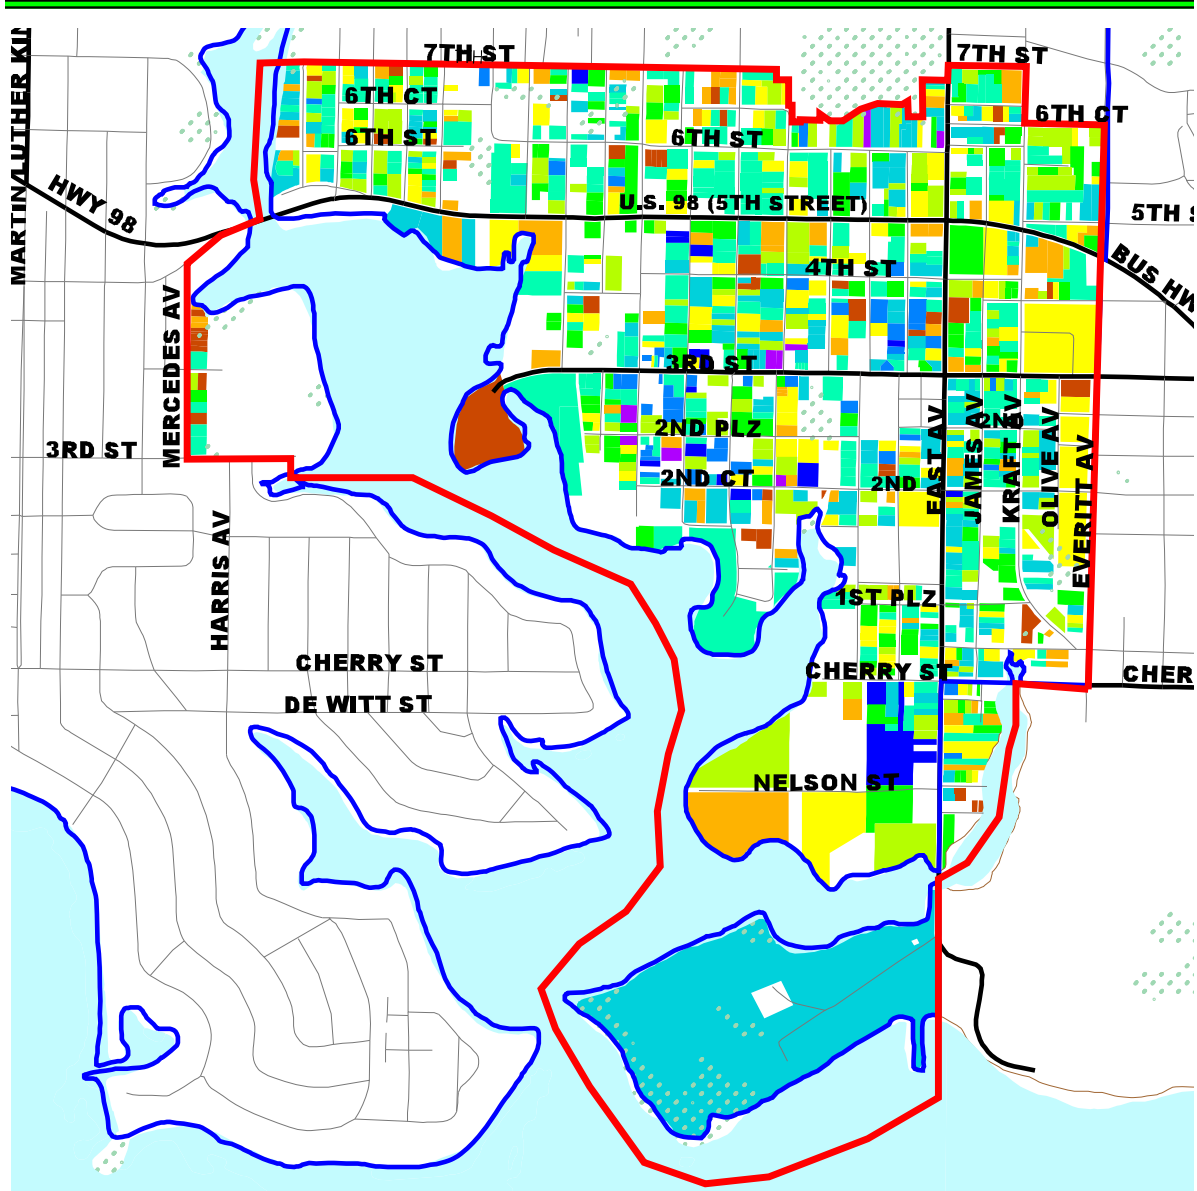 7TH ST
7TH ST
6TH CT
6TH CT
6TH ST
6TH ST
MARTIN/LUTHER KIN
HWY 98
U.S. 98 (5TH STREET)
5TH S
4TH ST
BUS HW
MERCEDES AV
3RD ST
2ND PLZ
2ND
3RD ST
2ND CT
2ND
EAST AV
JAMES AV
KRAFT AV
OLIVE AV
EVERITT AV
HARRIS AV
1ST PLZ
CHERRY ST
CHERRY ST
CHER
DE WITT ST
NELSON ST